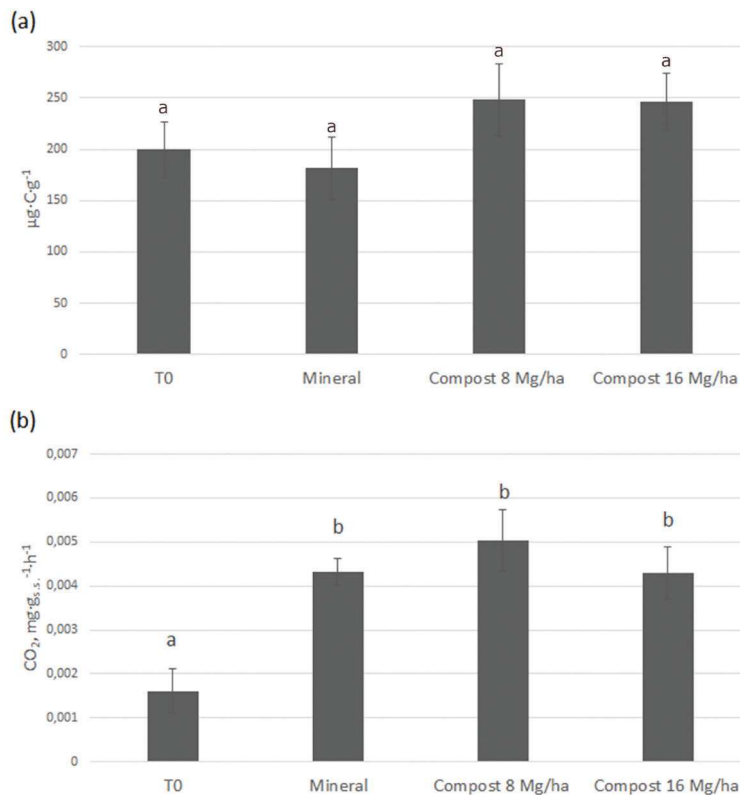 (a)
300
a
a
250
a
a
200
µg·C·g-1
150
100
50
0
T0 Mineral Compost 8 Mg/ha Compost 16 Mg/ha
(b)
0,007
0,006
b
b
b
0,005
0,004
CO2, mg·gs.s.-1·h-1
0,003
a
0,002
0,001
0
T0 Mineral Compost 8 Mg/ha Compost 16 Mg/ha